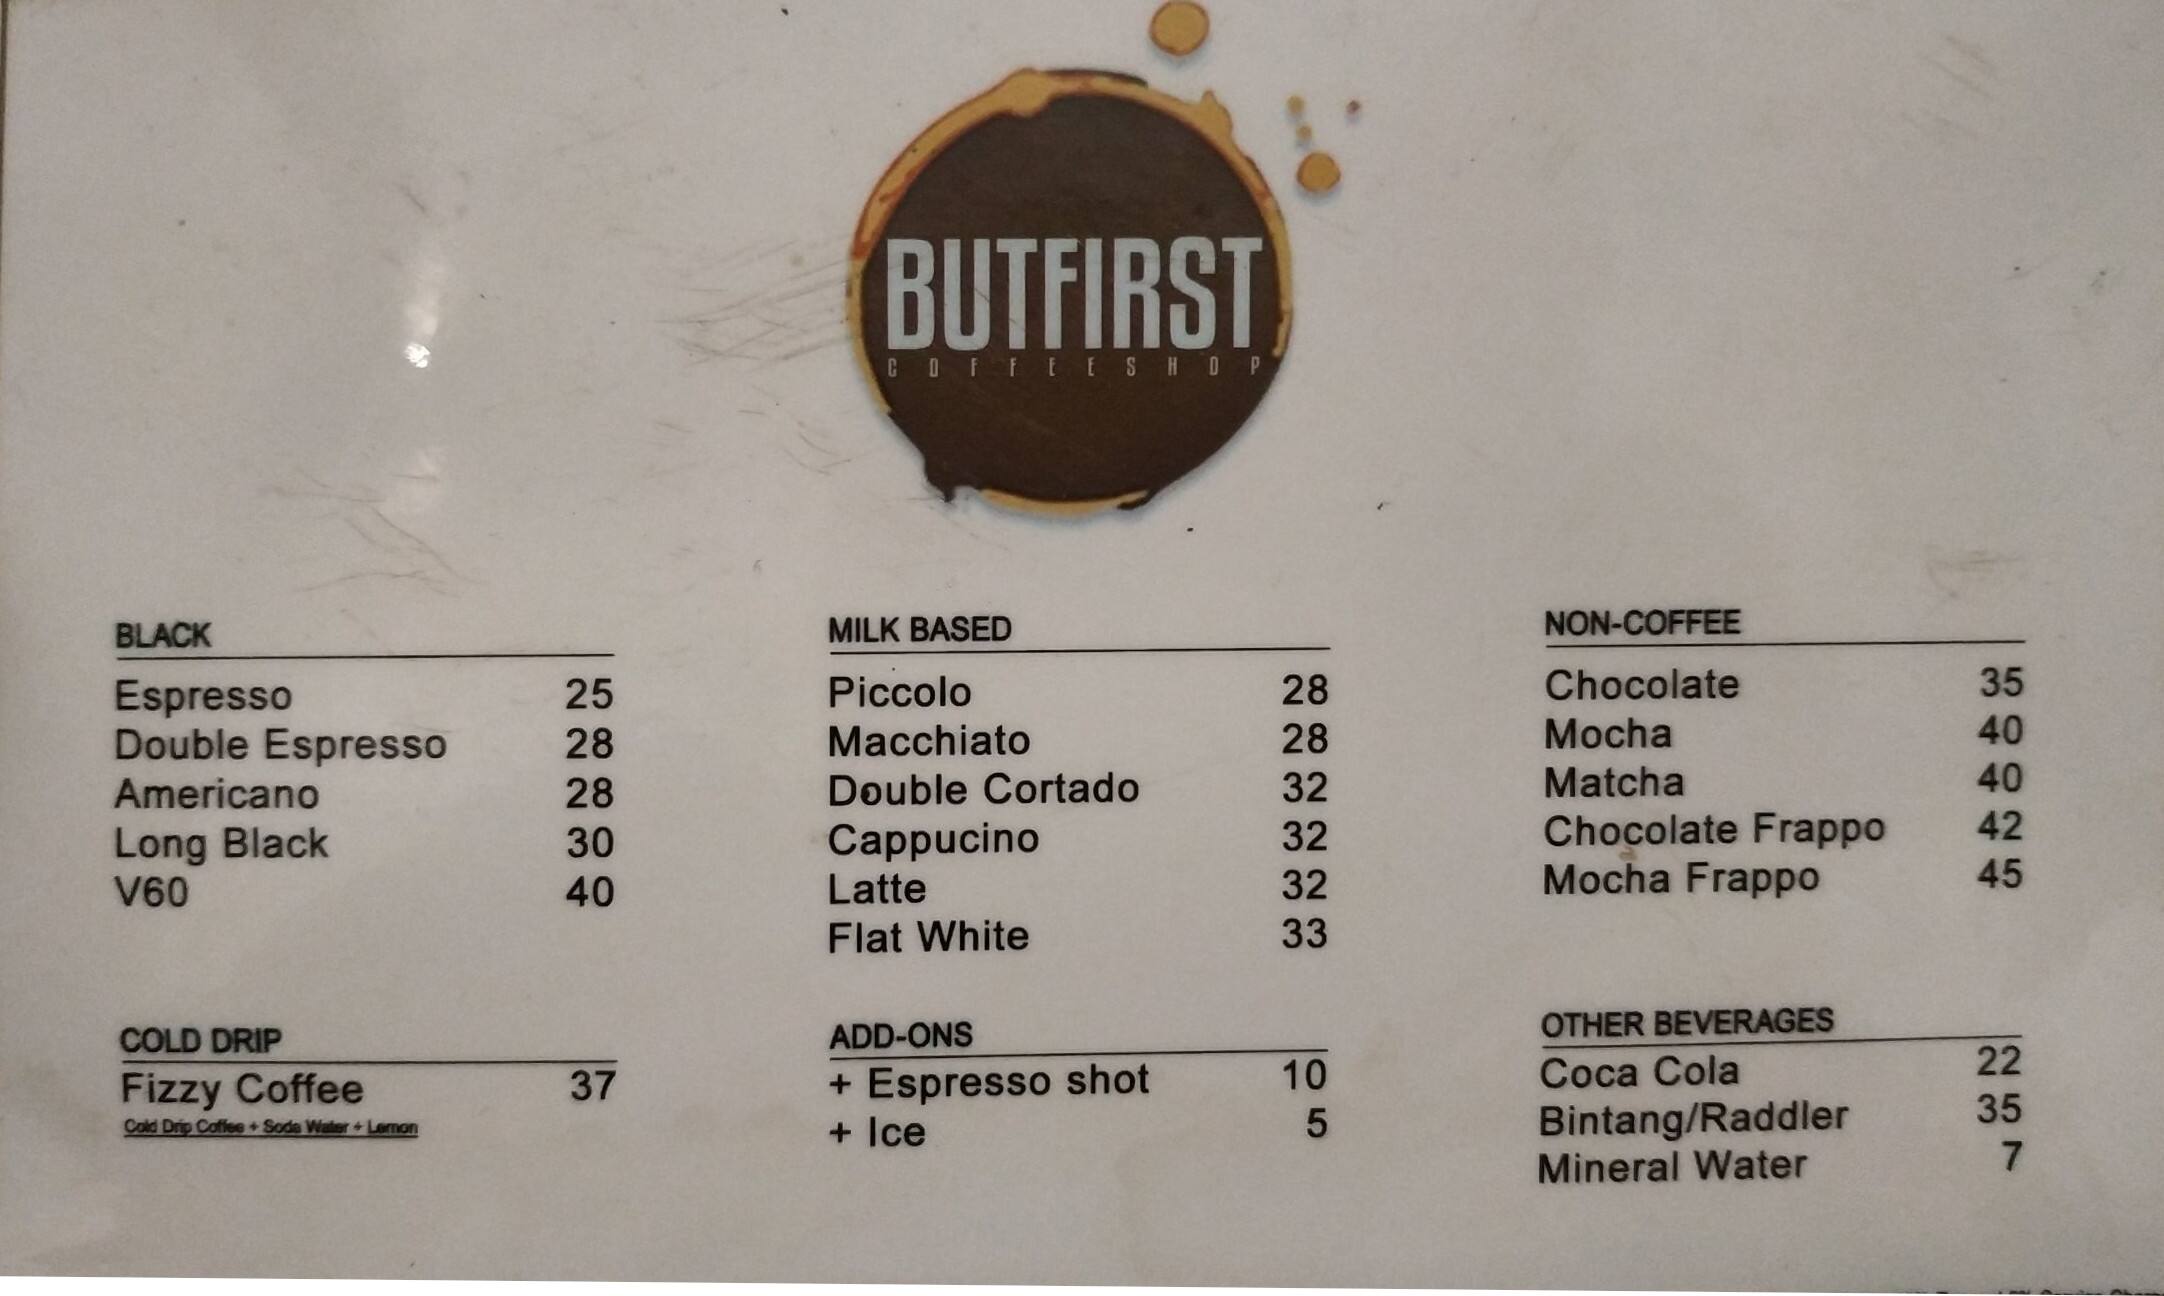 BUTFIRST
COFFEESHOP
BLACK
Espresso 25
Double Espresso 28
Americano 28
Long Black 30
V60 40
COLD DRIP
Fizzy Coffee 37
Cold Drip Coffee + Soda Water + Lemon
MILK BASED
Piccolo 28
Macchiato 28
Double Cortado 32
Cappucino 32
Latte 32
Flat White 33
ADD-ONS
+ Espresso shot 10
+ Ice 5
NON-COFFEE
Chocolate 35
Mocha 40
Matcha 40
Chocolate Frappo 42
Mocha Frappo 45
OTHER BEVERAGES
Coca Cola 22
Bintang/Raddler 35
Mineral Water 7